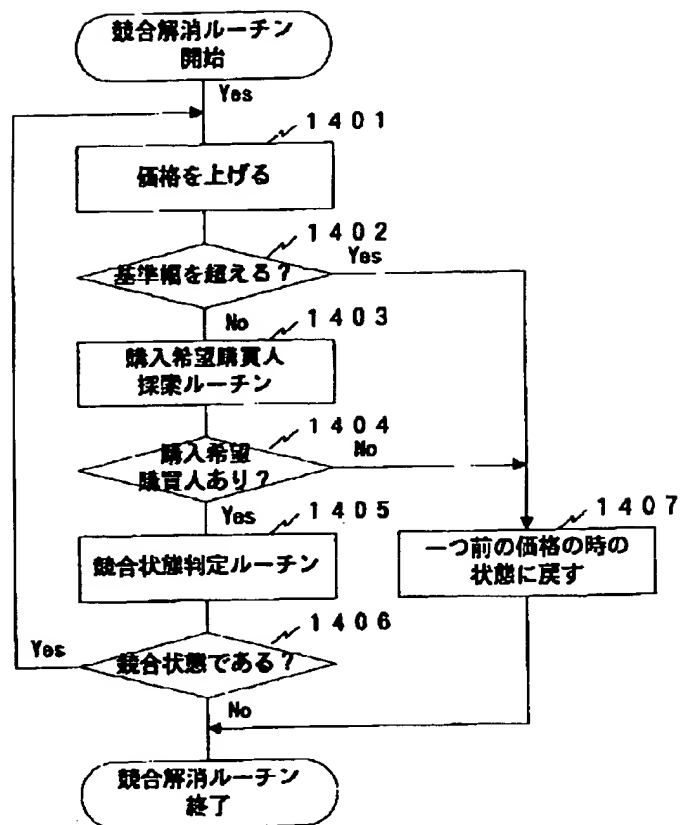 競合解消ルーチン
開始
Yes
1401
価格を上げる
1402
基準幅を超える?
Yes
No
1403
購入希望購買人
探索ルーチン
1404
購入希望
購買人あり?
No
Yes
1405
競合状態判定ルーチン
1407
一つ前の価格の時の
状態に戻す
1406
競合状態である?
Yes
No
競合解消ルーチン
終了